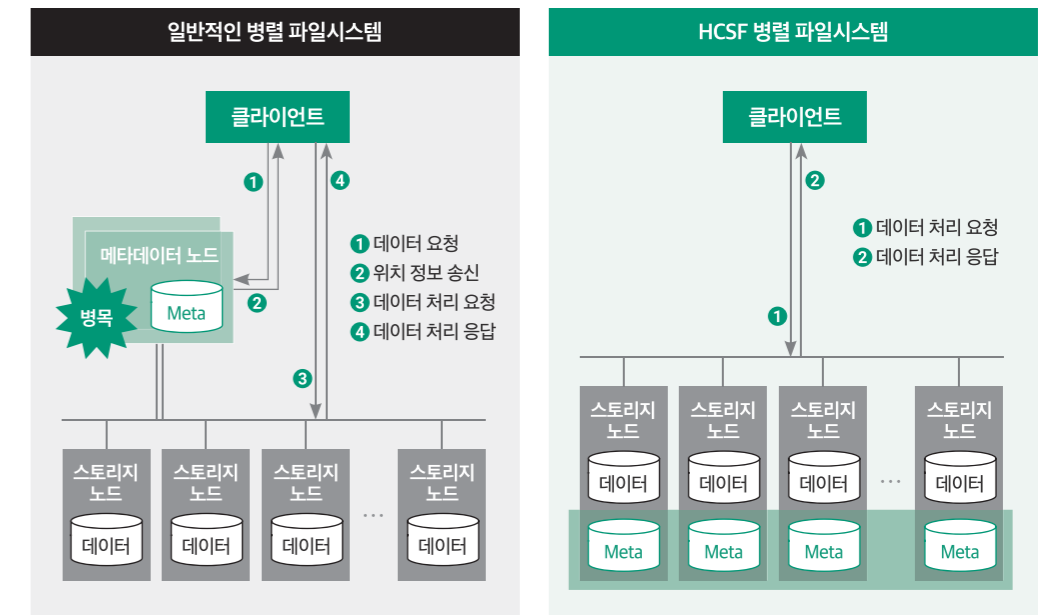 일반적인 병렬 파일시스템
클라이언트
1
4
메타데이터 노드
Meta
병목
2
1 데이터 요청
2 위치 정보 송신
3 데이터 처리 요청
4 데이터 처리 응답
3
스토리지
노드
데이터
스토리지
노드
데이터
스토리지
노드
데이터
...
스토리지
노드
데이터
HCSF 병렬 파일시스템
클라이언트
2
1 데이터 처리 요청
2 데이터 처리 응답
1
스토리지
노드
데이터
Meta
스토리지
노드
데이터
Meta
스토리지
노드
데이터
Meta
...
스토리지
노드
데이터
Meta